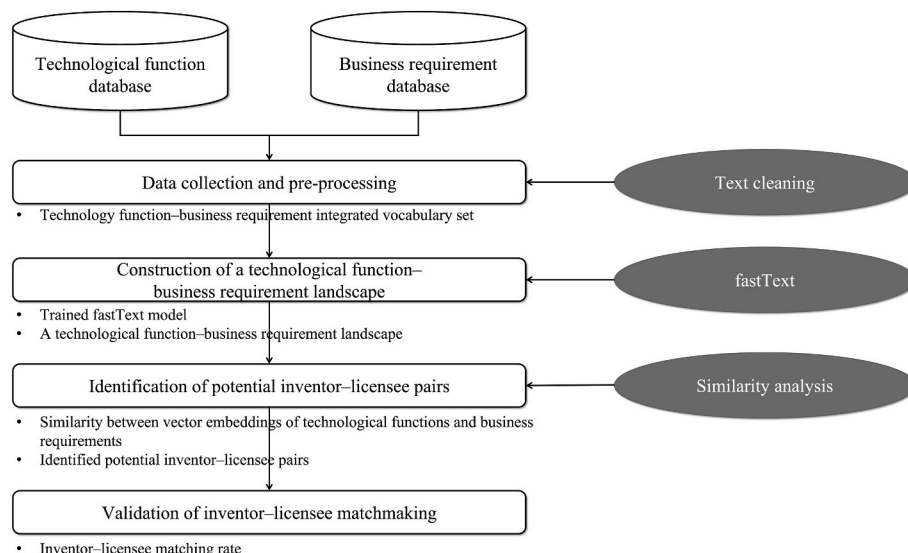 Technological function
database
Business requirement
database
Data collection and pre-processing
Text cleaning
• Technology function–business requirement integrated vocabulary set
Construction of a technological function–
business requirement landscape
fastText
• Trained fastText model
• A technological function–business requirement landscape
Identification of potential inventor–licensee pairs
Similarity analysis
• Similarity between vector embeddings of technological functions and business
requirements
• Identified potential inventor–licensee pairs
Validation of inventor–licensee matchmaking
• Inventor–licensee matching rate